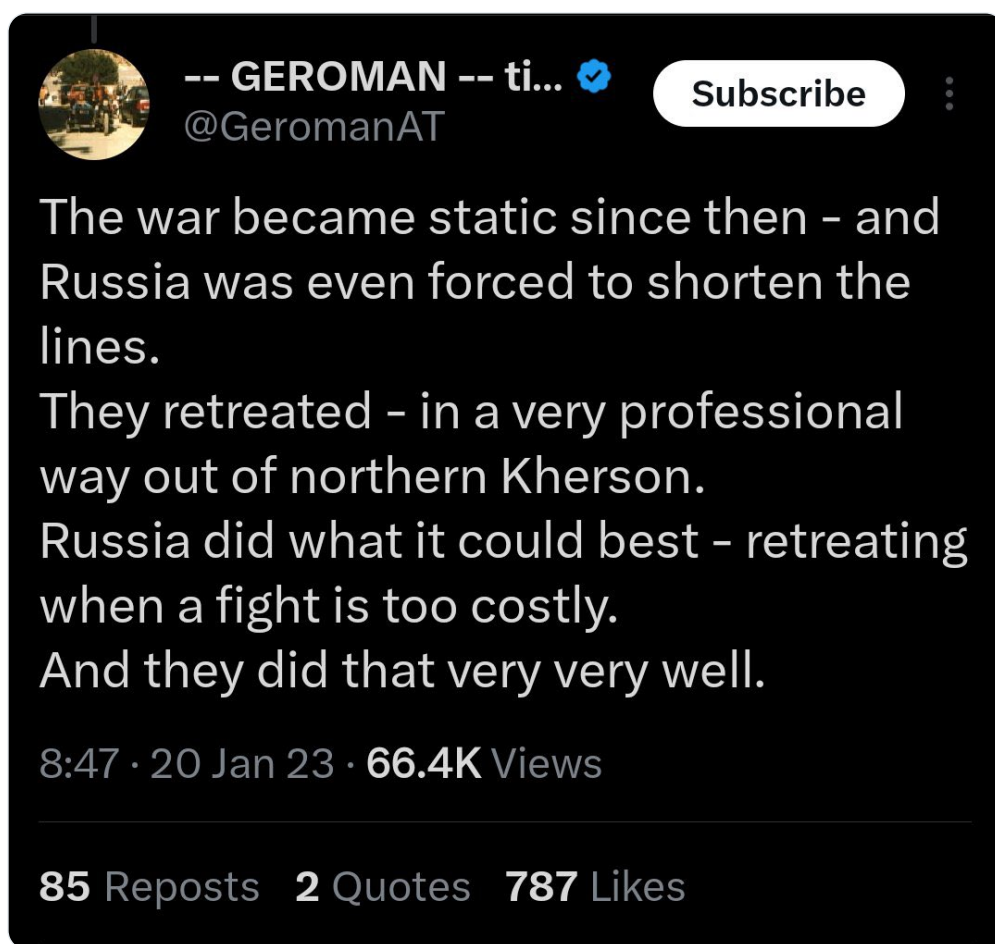 -- GEROMAN -- ti...
@GeromanAT
Subscribe
The war became static since then - and
Russia was even forced to shorten the
lines.
They retreated - in a very professional
way out of northern Kherson.
Russia did what it could best - retreating
when a fight is too costly.
And they did that very very well.
8:47 · 20 Jan 23 · 66.4K Views
85 Reposts 2 Quotes 787 Likes